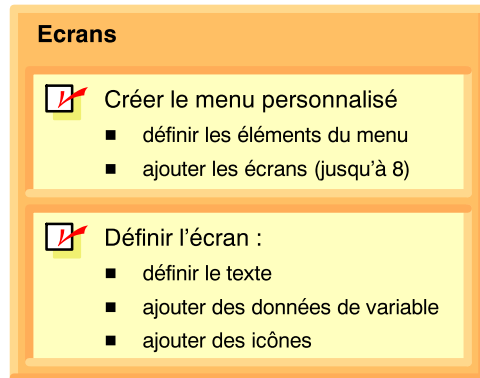 Ecrans
Créer le menu personnalisé
■ définir les éléments du menu
■ ajouter les écrans (jusqu’à 8)
Définir l’écran :
■ définir le texte
■ ajouter des données de variable
■ ajouter des icônes